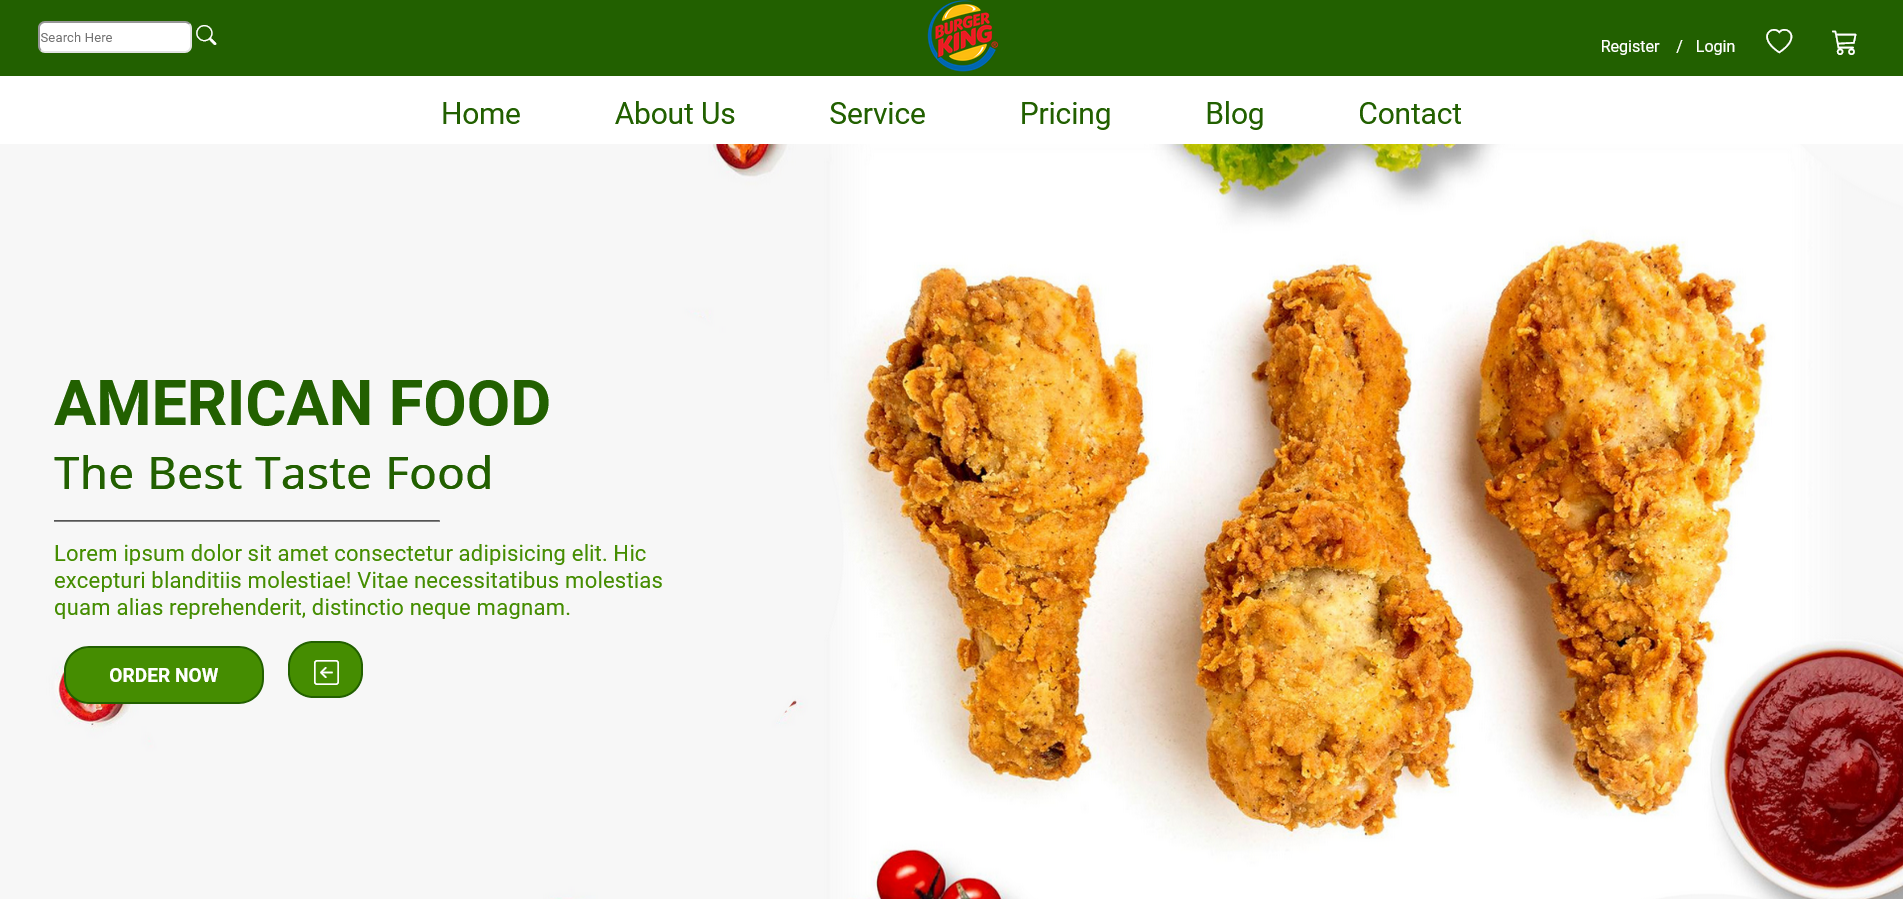 Search Here
BURGER
KING
Register / Login
Home About Us Service Pricing Blog Contact
AMERICAN FOOD
The Best Taste Food
Lorem ipsum dolor sit amet consectetur adipisicing elit. Hic
excepturi blanditiis molestiae! Vitae necessitatibus molestias
quam alias reprehenderit, distinctio neque magnam.
ORDER NOW